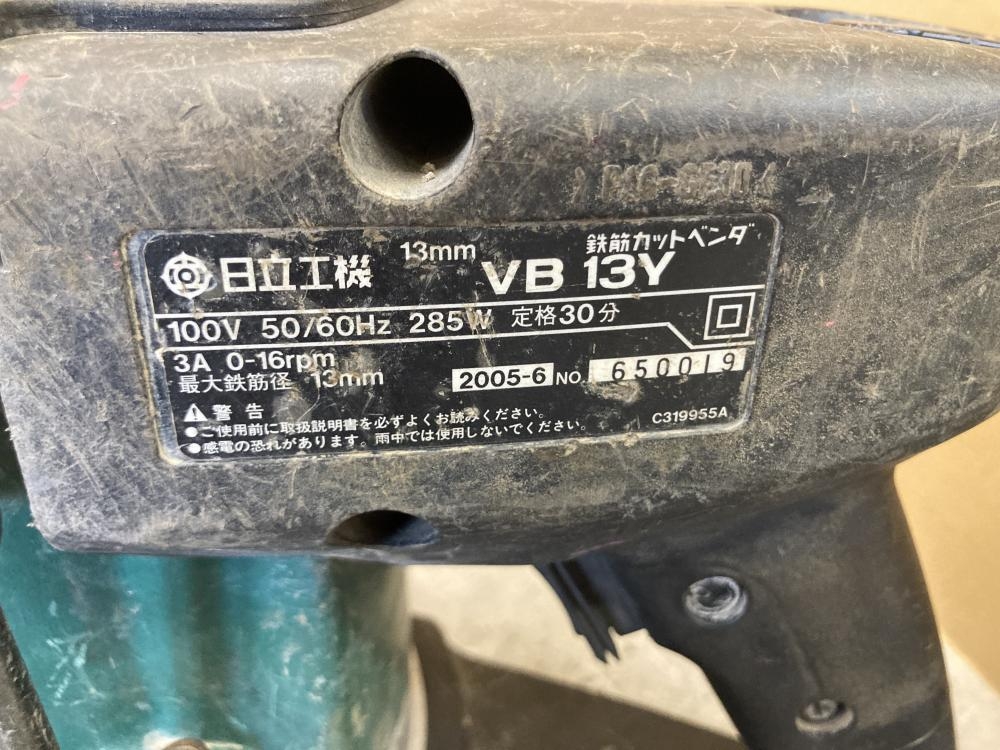 13mm 鉄筋カットベンダ
日立工機 VB 13Y
100V 50/60Hz 285W 定格30分
3A 0-16rpm
最大鉄筋径 13mm
2005-6 NO. 650019
警告
●ご使用前に取扱説明書を必ずよくお読みください。
●感電の恐れがあります。雨中では使用しないでください。
C319955A